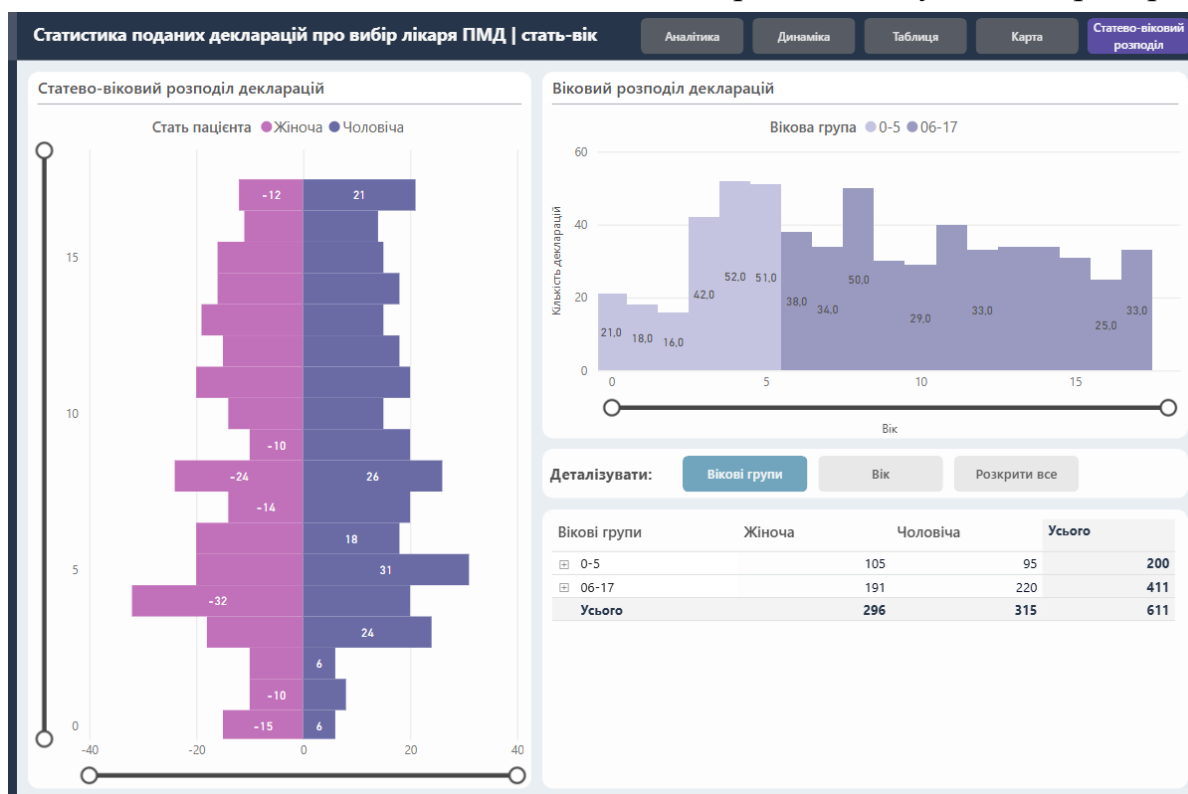 Статистика поданих декларацій про вибір лікаря ПМД | стать-вік
Аналітика
Динаміка
Таблиця
Карта
Статево-віковий
розподіл
Статево-віковий розподіл декларацій
Стать пацієнта Жіноча Чоловіча
-12 21
15
10
-10
-24 26
-14
18
5
31
-32
24
6
-10
0
-15 6
-40 -20 0 20 40
Віковий розподіл декларацій
Вікова група 0-5 06-17
Кількість декларацій
60
40
20
0
21,0 18,0 16,0 42,0 52,0 51,0 38,0 34,0 50,0 29,0 33,0 25,0 33,0
0 5 10 15
Вік
Деталізувати: Вікові групи Вік Розкрити все
Вікові групи Жіноча Чоловіча Усього
0-5 105 95 200
06-17 191 220 411
Усього 296 315 611